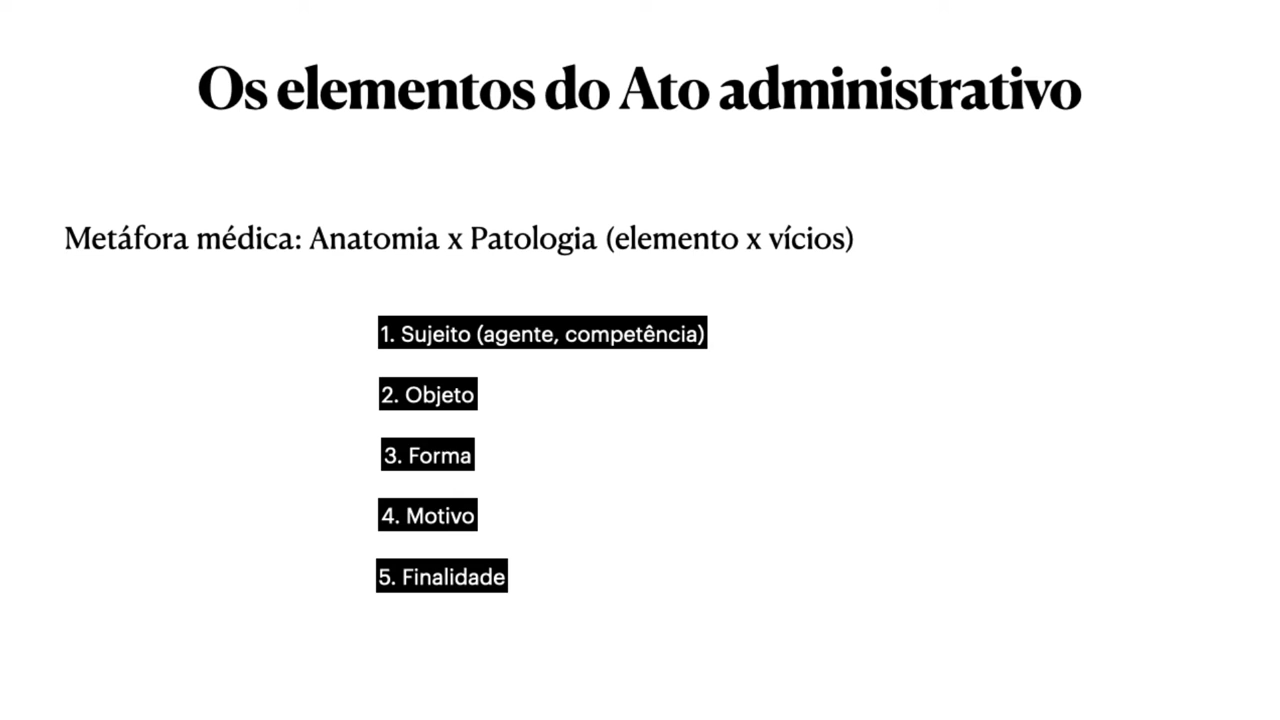 Os elementos do Ato administrativo
Metáfora médica: Anatomia x Patologia (elemento x vícios)
1. Sujeito (agente, competência)
2. Objeto
3. Forma
4. Motivo
5. Finalidade